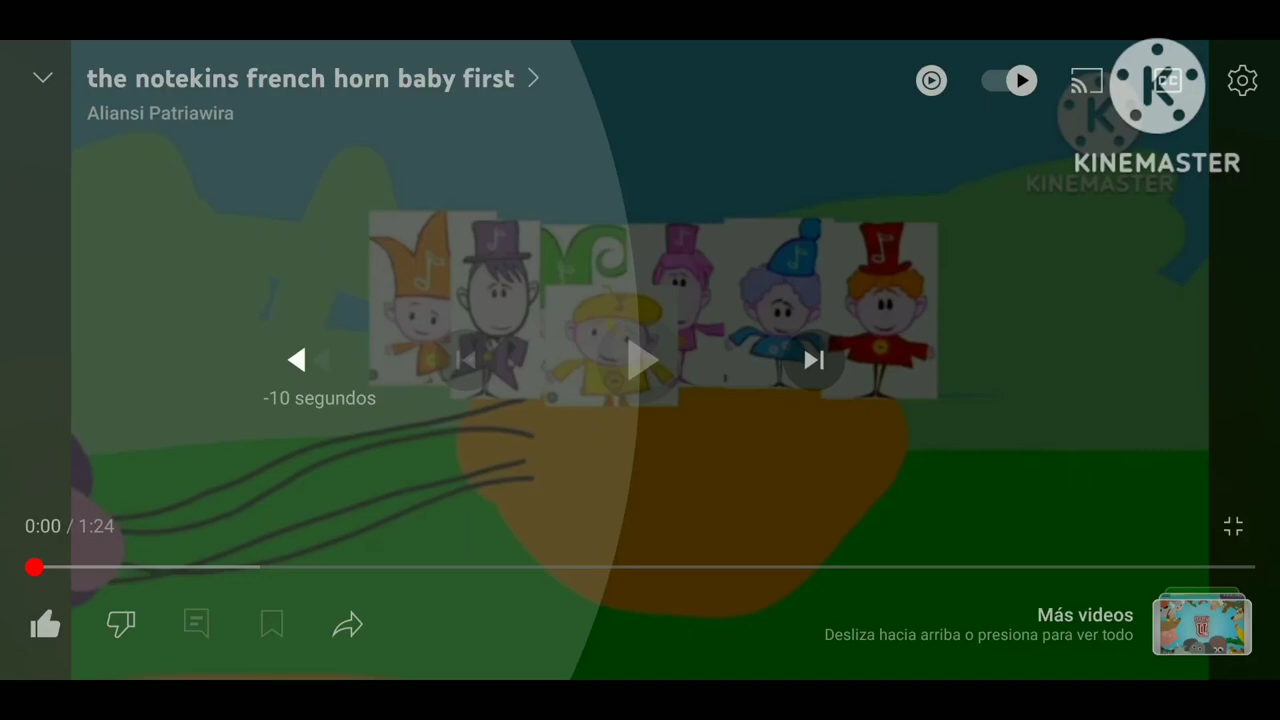 the notekins french horn baby first
Aliansi Patriawira
CC
KINEMASTER
KINEMASTER
-10 segundos
0:00 / 1:24
Más videos
Desliza hacia arriba o presiona para ver todo